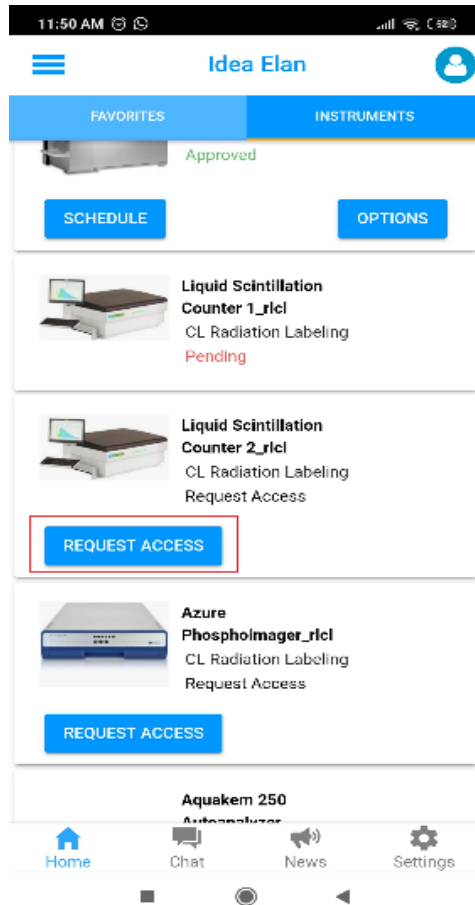 11:50 AM
52
Idea Elan
FAVORITES
INSTRUMENTS
Approved
SCHEDULE
OPTIONS
Liquid Scintillation
Counter 1_rlcl
CL Radiation Labeling
Pending
Liquid Scintillation
Counter 2_rlcl
CL Radiation Labeling
Request Access
REQUEST ACCESS
Azure
PhosphoImager_rlcl
CL Radiation Labeling
Request Access
REQUEST ACCESS
Aquakem 250
Autoanalyzer
Home
Chat
News
Settings